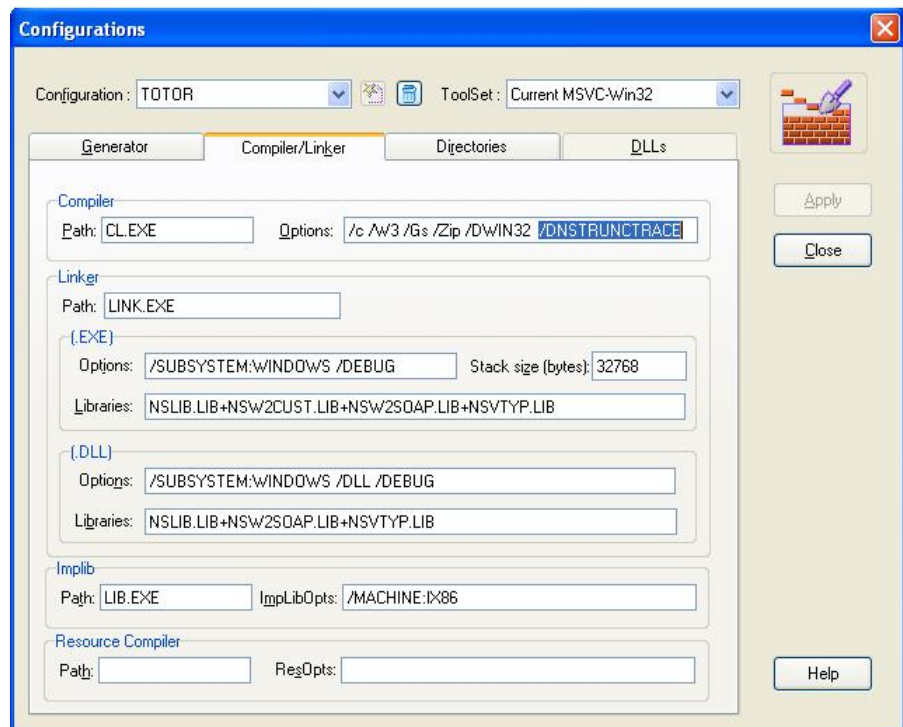 Configurations
Configuration : TOTOR ToolSet : Current MSVC-Win32
Generator Compiler/Linker Directories DLLs
Compiler
Path: CL.EXE Options: /c /W3 /Gs /Zip /DWIN32 /DNSTRUNCTRACE
Apply
Close
Linker
Path: LINK.EXE
(.EXE)
Options: /SUBSYSTEM:WINDOWS /DEBUG Stack size (bytes): 32768
Libraries: NSLIB.LIB+NSW2CUST.LIB+NSW2SOAP.LIB+NSVTYP.LIB
(.DLL)
Options: /SUBSYSTEM:WINDOWS /DLL /DEBUG
Libraries: NSLIB.LIB+NSW2SOAP.LIB+NSVTYP.LIB
Implib
Path: LIB.EXE ImpLibOpts: /MACHINE:IX86
Resource Compiler
Path: ResOpts:
Help